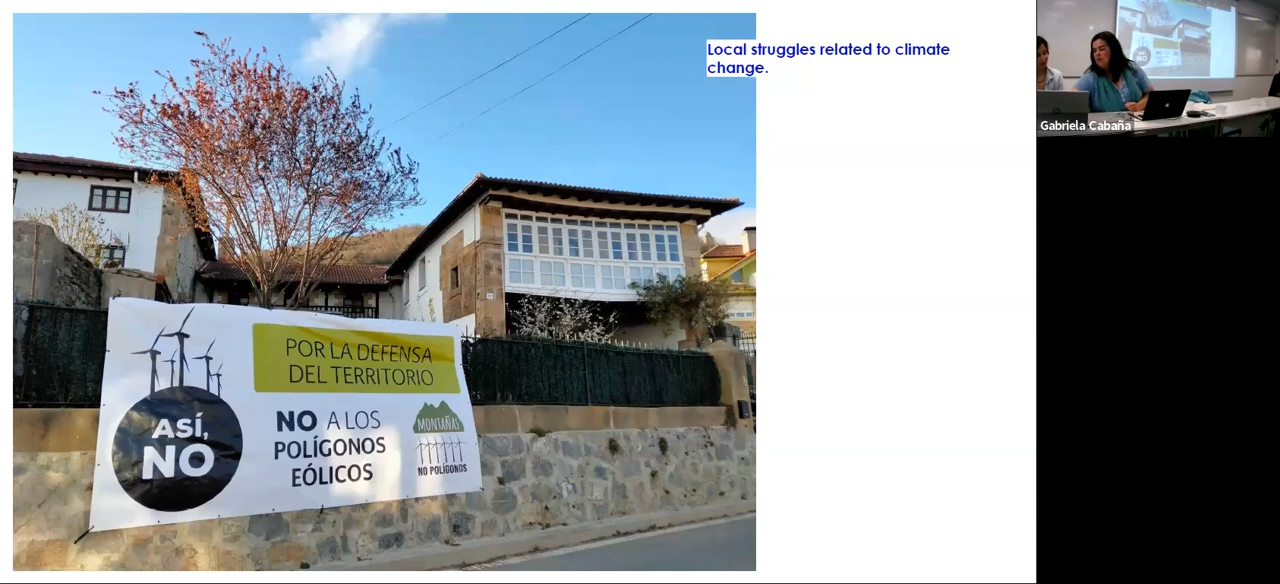 Local struggles related to climate
change.
Gabriela Cabaña
POR LA DEFENSA
DEL TERRITORIO
ASÍ,
NO
NO A LOS
POLÍGONOS
EÓLICOS
MONTAÑAS
NO POLÍGONOS